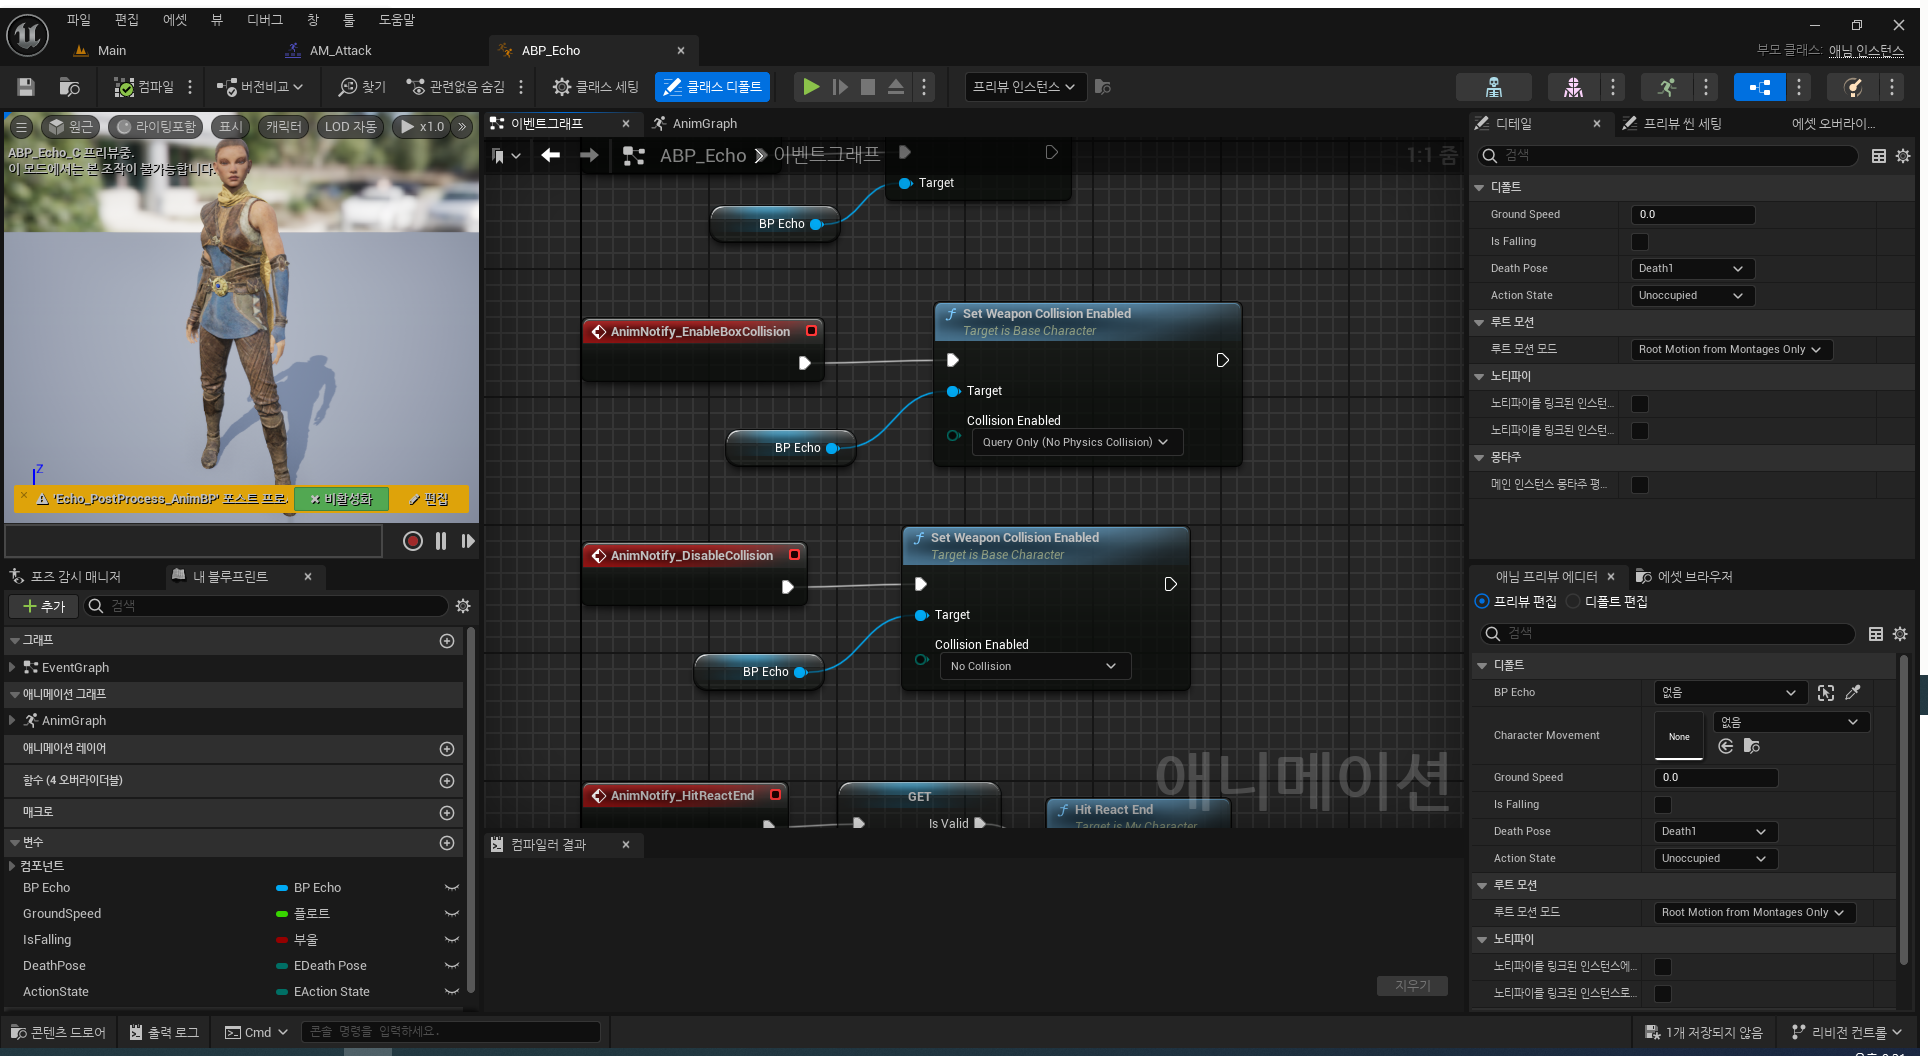 파일 편집 에셋 뷰 디버그 창 툴 도움말
Main
AM_Attack
ABP_Echo
부모 클래스: 애님 인스턴스
컴파일
버전비교
찾기
관련없음 숨김
클래스 세팅
클래스 디폴트
프리뷰 인스턴스
원근
라이팅포함
표시
캐릭터
LOD 자동
x1.0
ABP_Echo_C 프리뷰중.
이 모드에서는 본 조작이 불가능합니다.
Z
'Echo_PostProcess_AnimBP' 포스트 프로.
비활성화
편집
포즈 감시 매니저
내 블루프린트
추가
검색
그래프
EventGraph
애니메이션 그래프
AnimGraph
애니메이션 레이어
함수 (4 오버라이더블)
매크로
변수
컴포넌트
BP Echo BP Echo
GroundSpeed 플로트
IsFalling 부울
DeathPose EDeath Pose
ActionState EAction State
이벤트그래프
AnimGraph
ABP_Echo
이벤트그래프
1:1 줌
Target
BP Echo
AnimNotify_EnableBoxCollision
Set Weapon Collision Enabled
Target is Base Character
Target
Collision Enabled
Query Only (No Physics Collision)
BP Echo
AnimNotify_DisableCollision
Set Weapon Collision Enabled
Target is Base Character
Target
Collision Enabled
No Collision
BP Echo
AnimNotify_HitReactEnd
GET
Is Valid
Hit React End
Target is My Character
애니메이션
컴파일러 결과
지우기
디테일
프리뷰 씬 세팅
에셋 오버라이...
검색
디폴트
Ground Speed 0.0
Is Falling
Death Pose Death1
Action State Unoccupied
루트 모션
루트 모션 모드 Root Motion from Montages Only
노티파이
노티파이를 링크된 인스턴...
노티파이를 링크된 인스턴...
몽타주
메인 인스턴스 몽타주 평...
애님 프리뷰 에디터
에셋 브라우저
프리뷰 편집
디폴트 편집
검색
디폴트
BP Echo 없음
Character Movement None 없음
Ground Speed 0.0
Is Falling
Death Pose Death1
Action State Unoccupied
루트 모션
루트 모션 모드 Root Motion from Montages Only
노티파이
노티파이를 링크된 인스턴스에...
노티파이를 링크된 인스턴스로...
콘텐츠 드로어
출력 로그
Cmd
콘솔 명령을 입력하세요.
1개 저장되지 않음
리비전 컨트롤